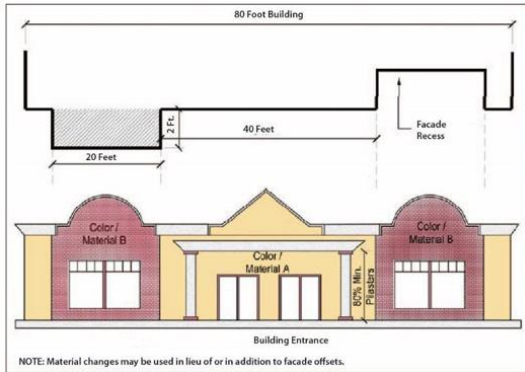 80 Foot Building
2 Ft.
40 Feet
Facade
Recess
20 Feet
Color /
Material B
Color /
Material A
Color /
Material B
80% Min.
Pilasters
Building Entrance
NOTE: Material changes may be used in lieu of or in addition to facade offsets.